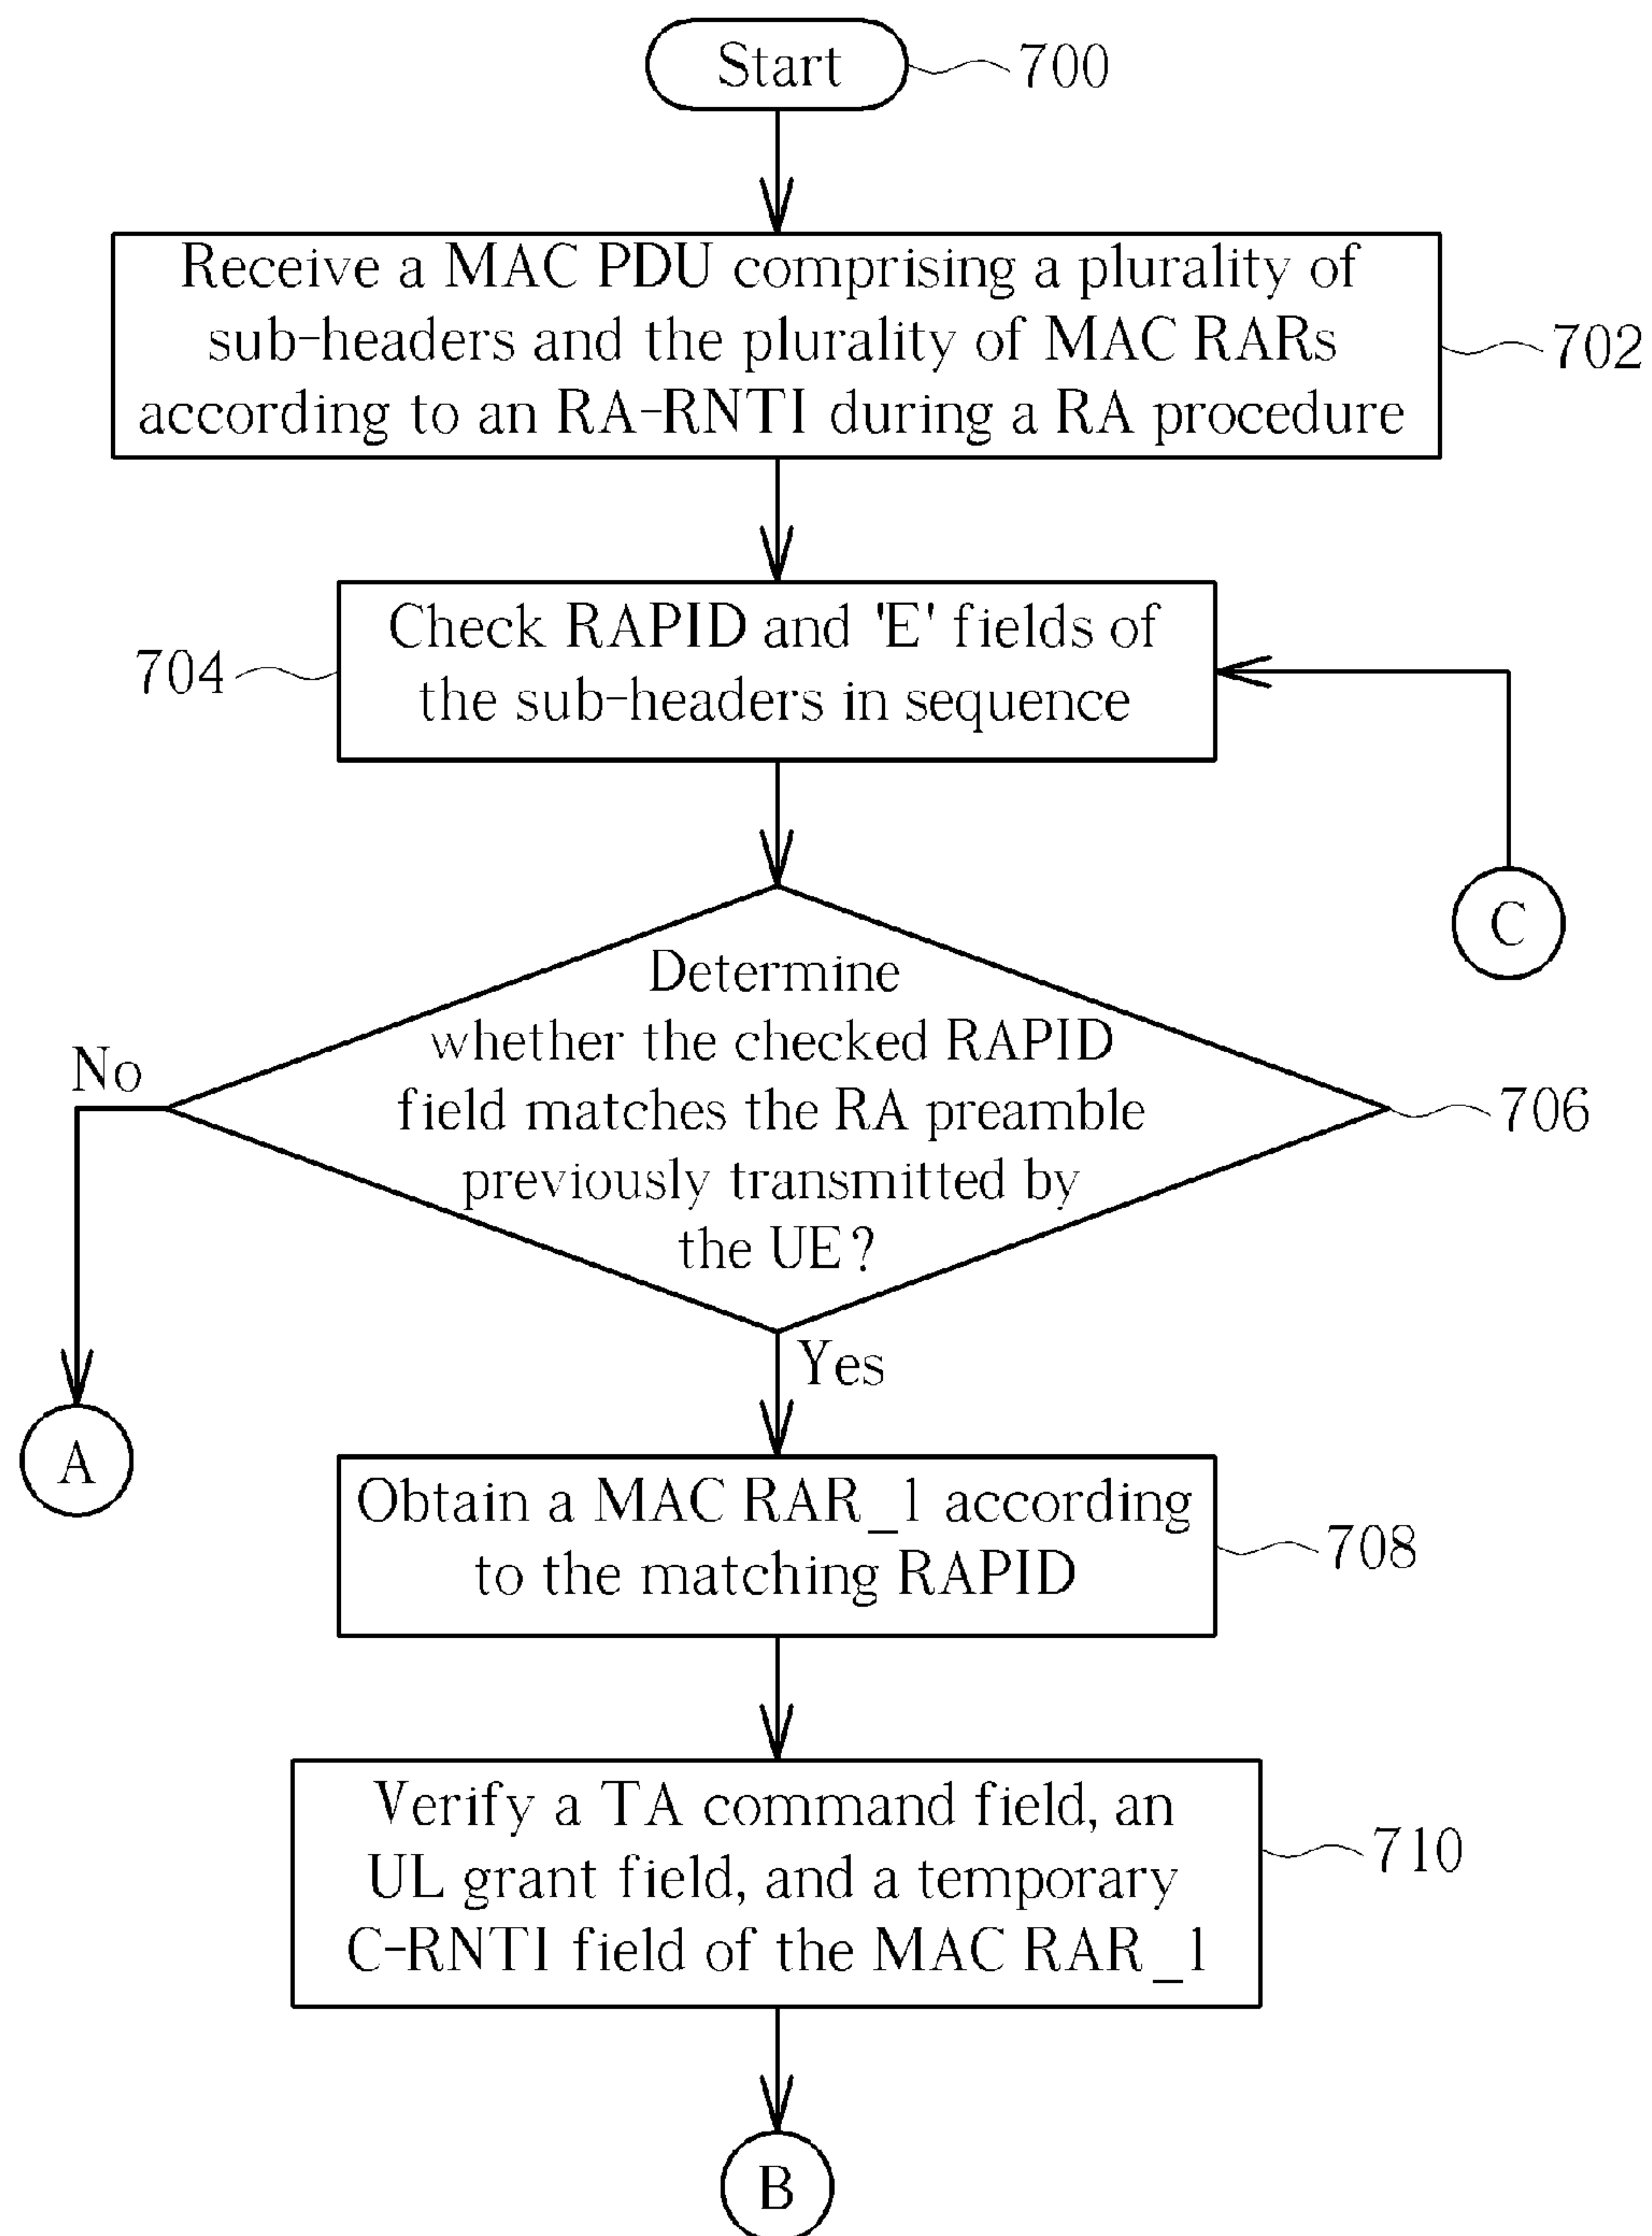 Start
700
Receive a MAC PDU comprising a plurality of
sub-headers and the plurality of MAC RARs
according to an RA-RNTI during a RA procedure
702
Check RAPID and 'E' fields of
the sub-headers in sequence
704
C
Determine
whether the checked RAPID
field matches the RA preamble
previously transmitted by
the UE?
706
No
A
Yes
Obtain a MAC RAR_1 according
to the matching RAPID
708
Verify a TA command field, an
UL grant field, and a temporary
C-RNTI field of the MAC RAR_1
710
B